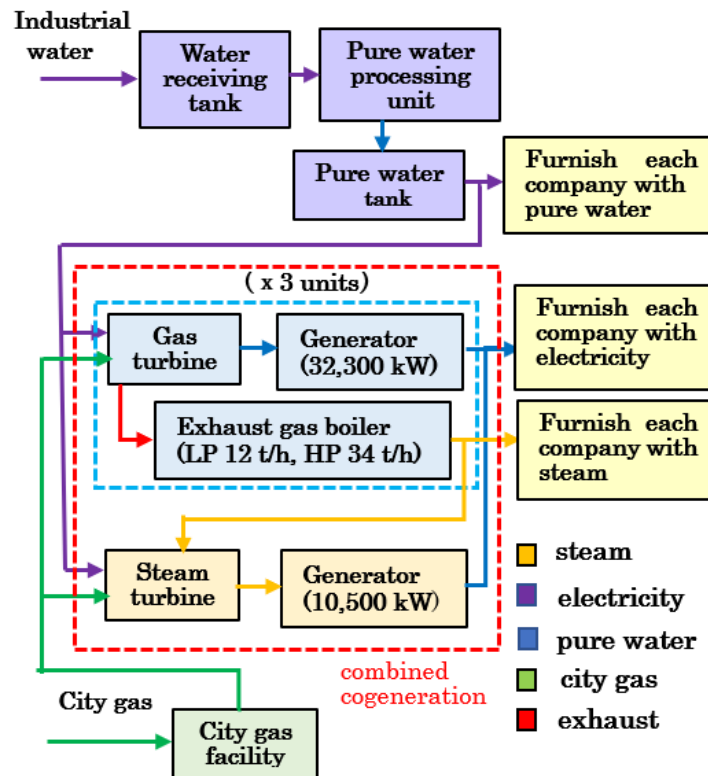 Industrial
water
Water
receiving
tank
Pure water
processing
unit
Pure water
tank
Furnish each
company with
pure water
( x 3 units)
Gas
turbine
Generator
(32,300 kW)
Furnish each
company with
electricity
Exhaust gas boiler
(LP 12 t/h, HP 34 t/h)
Furnish each
company with
steam
Steam
turbine
Generator
(10,500 kW)
steam
electricity
pure water
city gas
exhaust
combined
cogeneration
City gas
City gas
facility